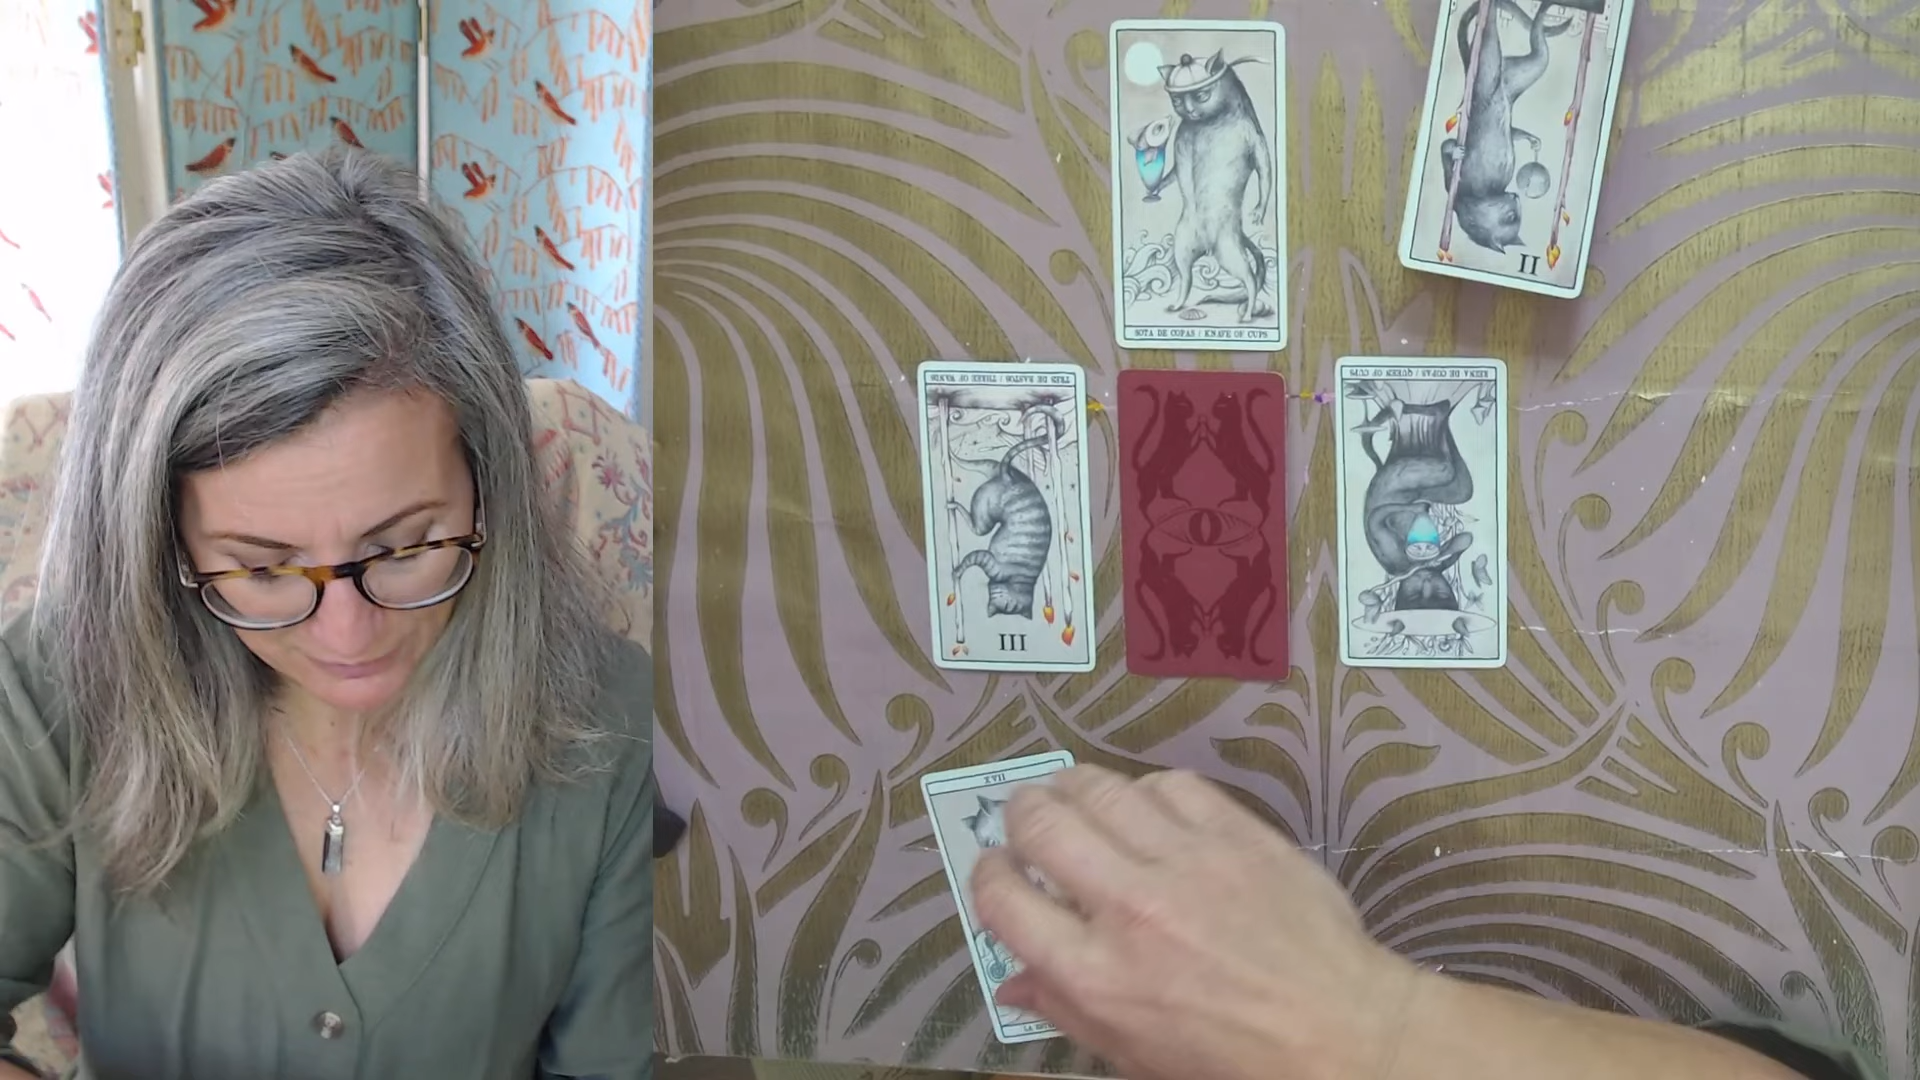 SOTA DE COPAS / KNAVE OF CUPS
II
TRES DE BASTOS / THREE OF WANDS
III
REINA DE COPAS / QUEEN OF CUPS
XVII
LA